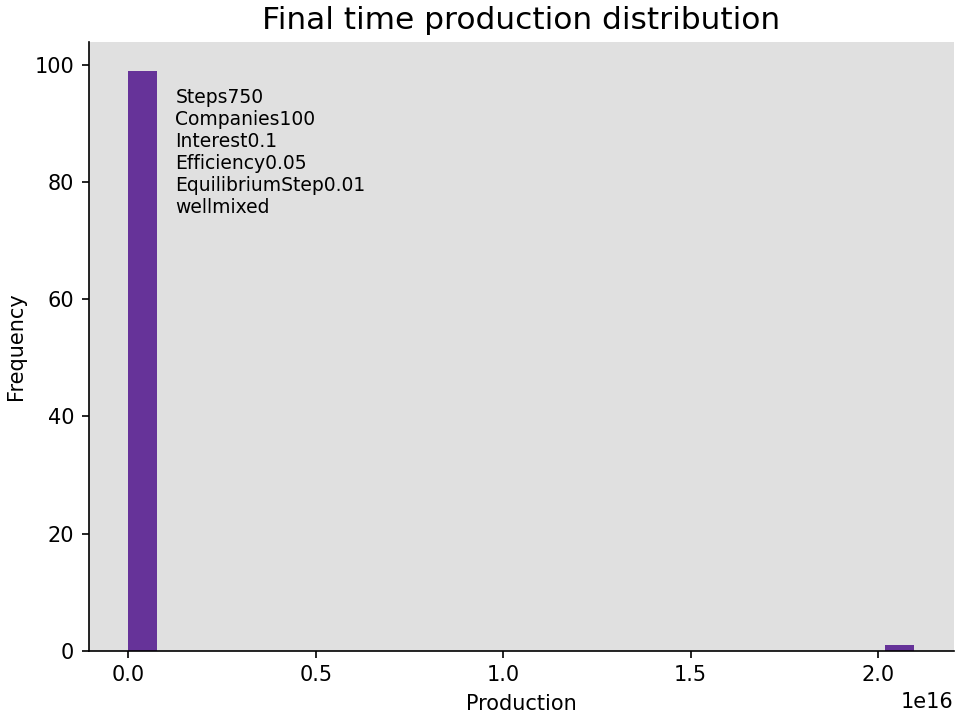 Final time production distribution
100
80
60
40
20
0
Frequency
Steps750
Companies100
Interest0.1
Efficiency0.05
EquilibriumStep0.01
wellmixed
0.0 0.5 1.0 1.5 2.0
1e16
Production